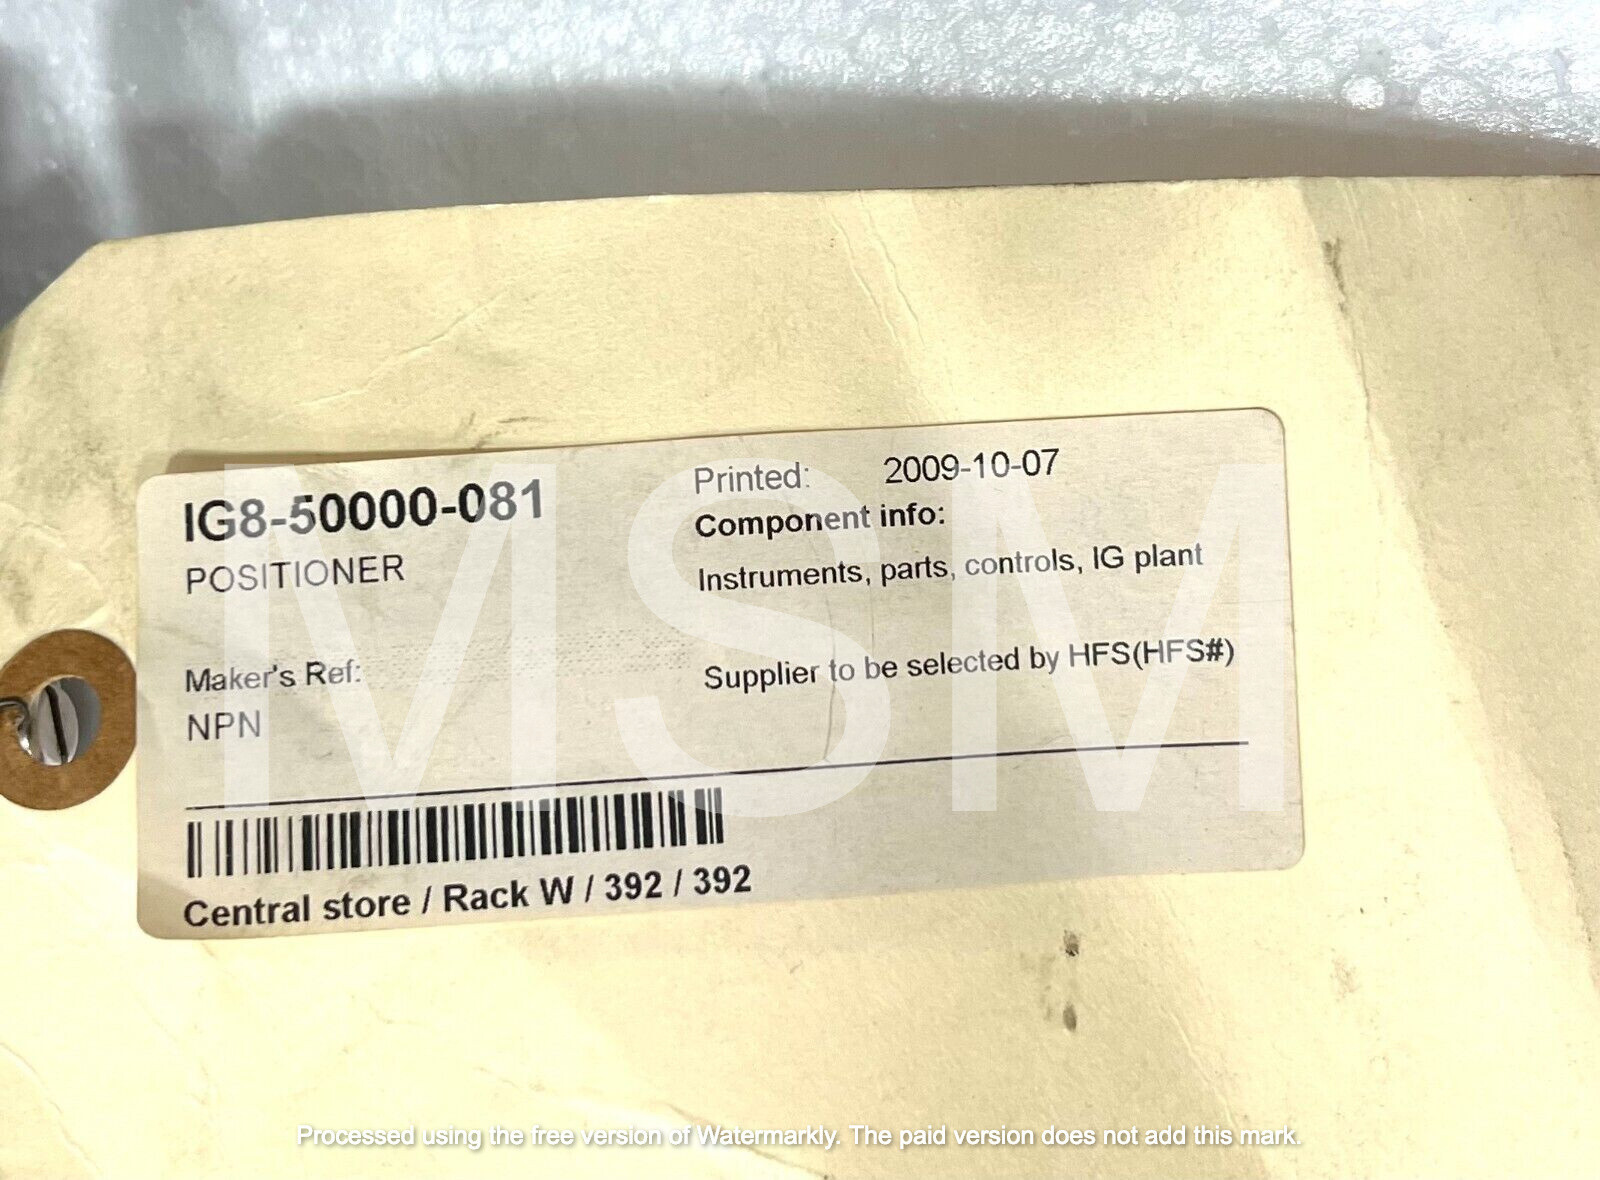 IG8-50000-081
POSITIONER
Maker's Ref:
NPN
Printed: 2009-10-07
Component info:
Instruments, parts, controls, IG plant
Supplier to be selected by HFS(HFS#)
Central store / Rack W / 392 / 392
MSM
Processed using the free version of Watermarkly. The paid version does not add this mark.